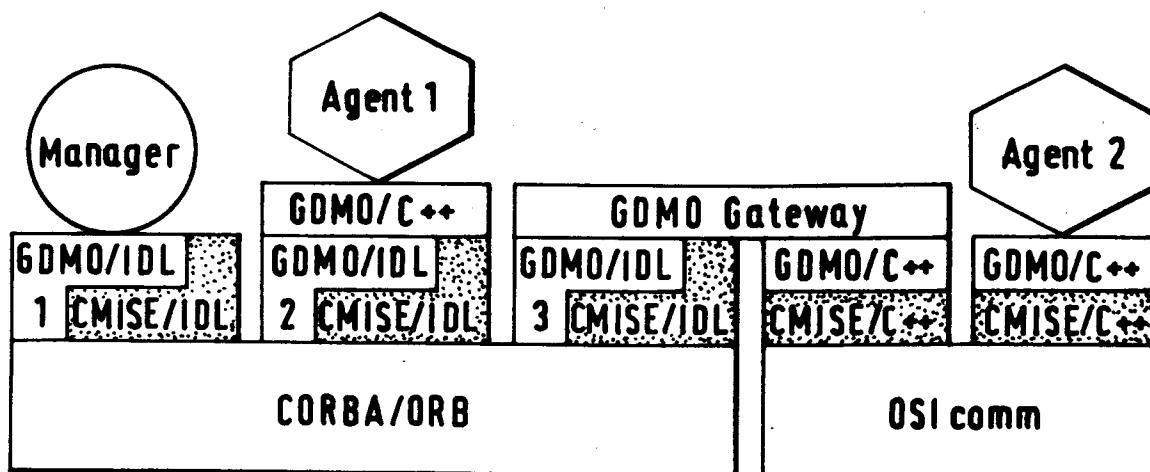 Agent 1
Manager
Agent 2
GDMO/C++
GDMO Gateway
GDMO/IDL
GDMO/IDL
GDMO/IDL
GDMO/C++
GDMO/C++
1 CMISE/IDL
2 CMISE/IDL
3 CMISE/IDL
CMISE/C++
CMISE/C++
CORBA/ORB
OSI comm